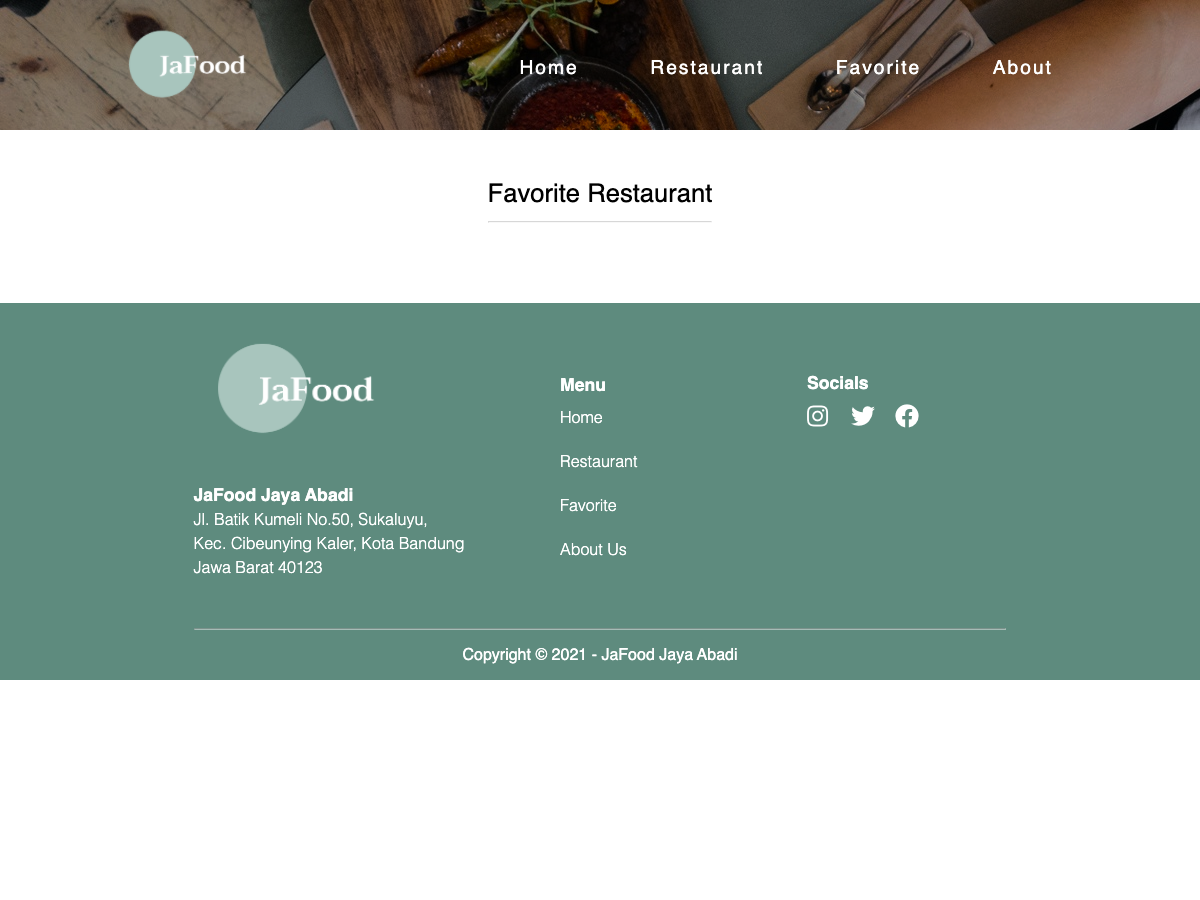 JaFood
Home
Restaurant
Favorite
About
Favorite Restaurant
JaFood
JaFood Jaya Abadi
Jl. Batik Kumeli No.50, Sukaluyu,
Kec. Cibeunying Kaler, Kota Bandung
Jawa Barat 40123
Menu
Home
Restaurant
Favorite
About Us
Socials
Copyright © 2021 - JaFood Jaya Abadi